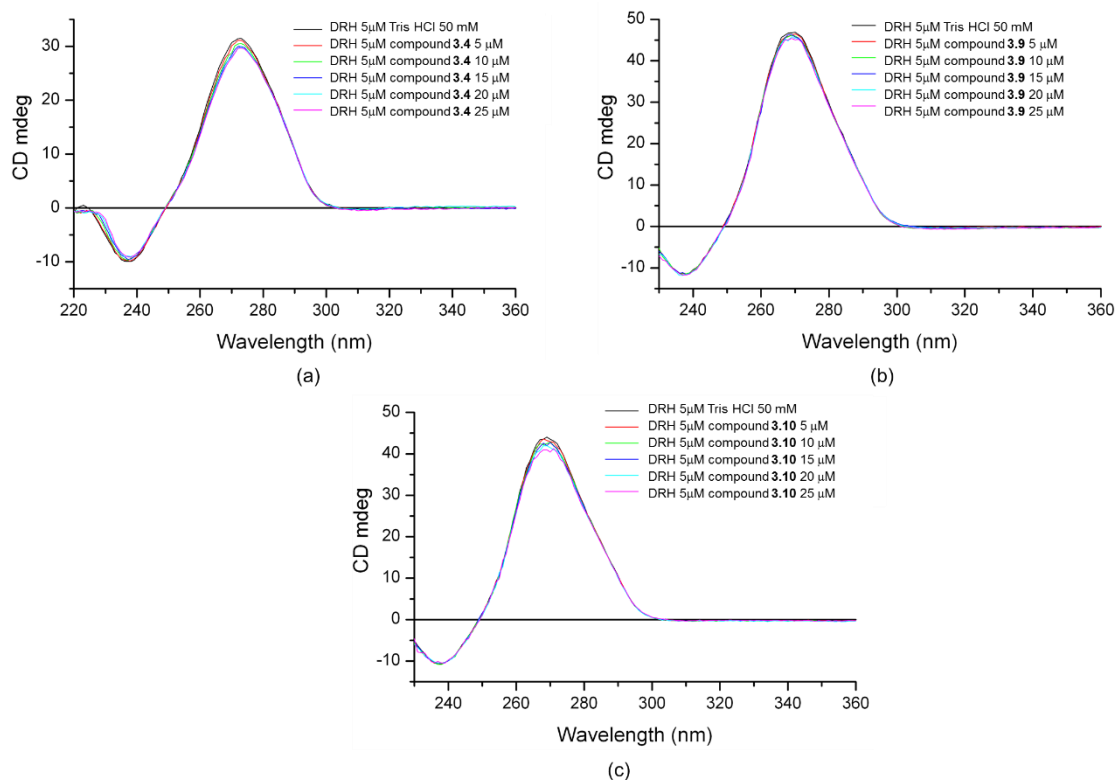 DRH 5μM Tris HCl 50 mM
DRH 5μM compound 3.4 5 μM
DRH 5μM compound 3.4 10 μM
DRH 5μM compound 3.4 15 μM
DRH 5μM compound 3.4 20 μM
DRH 5μM compound 3.4 25 μM
30
20
10
0
-10
CD mdeg
220 240 260 280 300 320 340 360
Wavelength (nm)
(a)
DRH 5μM Tris HCl 50 mM
DRH 5μM compound 3.9 5 μM
DRH 5μM compound 3.9 10 μM
DRH 5μM compound 3.9 15 μM
DRH 5μM compound 3.9 20 μM
DRH 5μM compound 3.9 25 μM
50
40
30
20
10
0
-10
CD mdeg
240 260 280 300 320 340 360
Wavelength (nm)
(b)
DRH 5μM Tris HCl 50 mM
DRH 5μM compound 3.10 5 μM
DRH 5μM compound 3.10 10 μM
DRH 5μM compound 3.10 15 μM
DRH 5μM compound 3.10 20 μM
DRH 5μM compound 3.10 25 μM
50
40
30
20
10
0
-10
CD mdeg
240 260 280 300 320 340 360
Wavelength (nm)
(c)